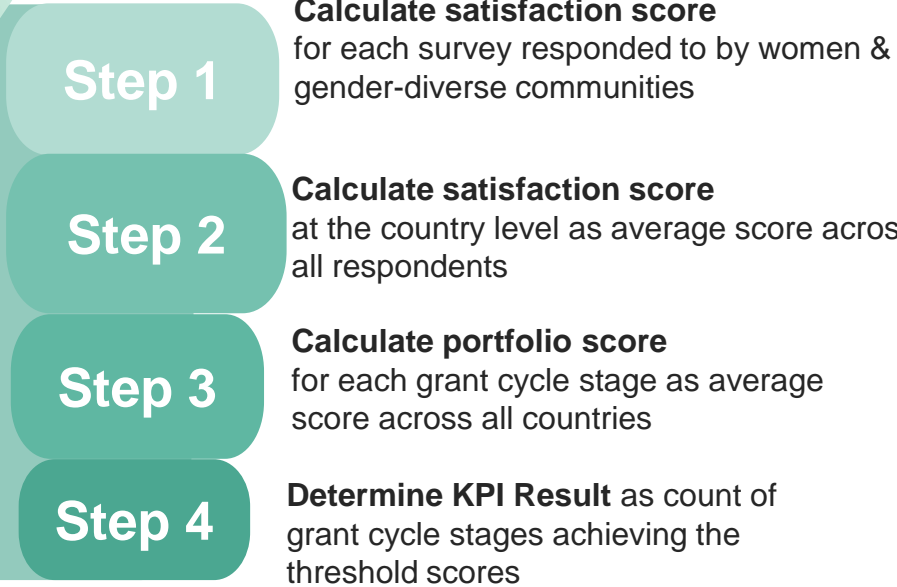 Step 1
Calculate satisfaction score
for each survey responded to by women &
gender-diverse communities
Step 2
Calculate satisfaction score
at the country level as average score acros
all respondents
Step 3
Calculate portfolio score
for each grant cycle stage as average
score across all countries
Step 4
Determine KPI Result as count of
grant cycle stages achieving the
threshold scores